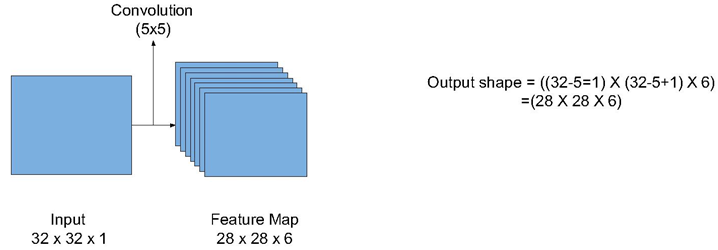 Convolution
(5x5)
Output shape = ((32-5=1) X (32-5+1) X 6)
=(28 X 28 X 6)
Input
32 x 32 x 1
Feature Map
28 x 28 x 6